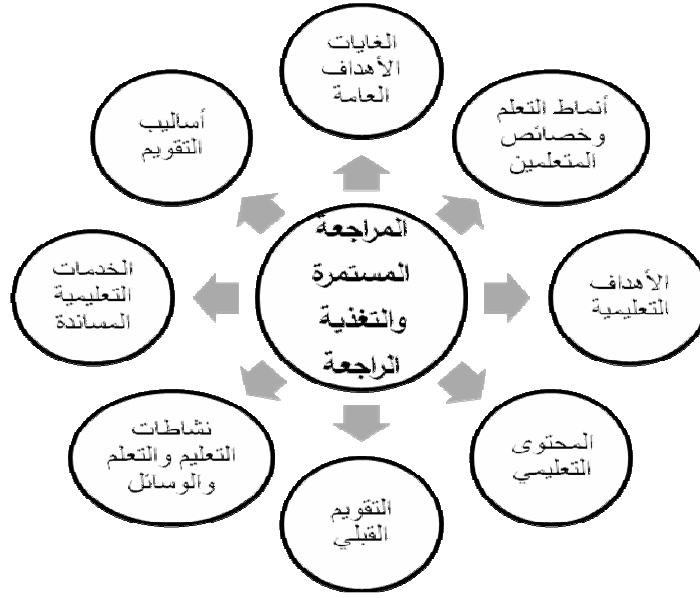 الغايات
الأهداف
العامة
أنماط التعلم
وخصائص
المتعلمين
الأهداف
التعليمية
المحتوى
التعليمي
التقويم
القبلي
نشاطات
التعليم والتعلم
والوسائل
الخدمات
التعليمية
المساندة
أساليب
التقويم
المراجعة
المستمرة
والتغذية
الراجعة